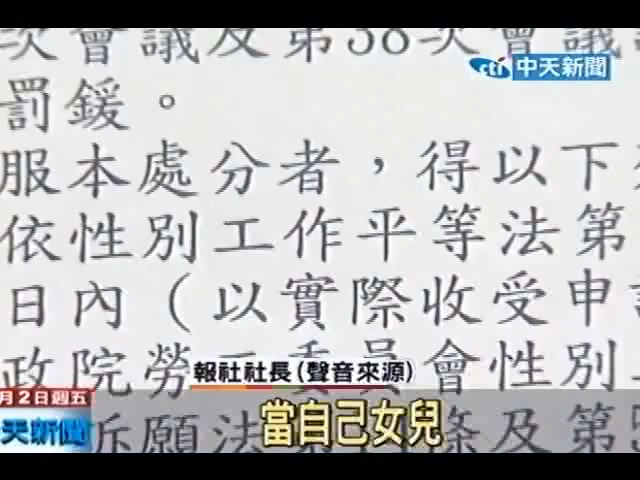 次會議及第38次會議
cti 中天新聞
罰鍰。
服本處分者，得以下
依性別工作平等法第
日內（以實際收受申
政院勞 委員會性別
報社社長(聲音來源)
月2日週五
當自己女兒
天新聞
訴願法第 條及第5